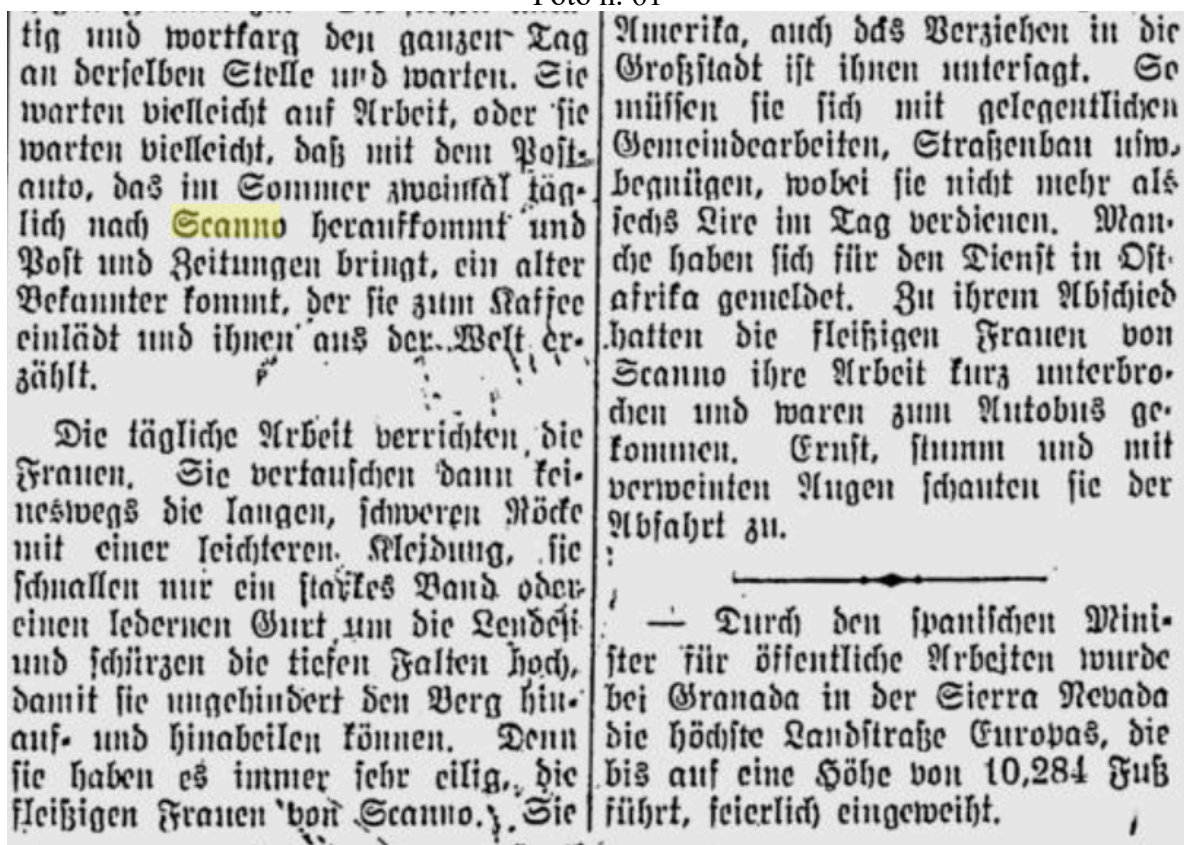 Foto n. 61
tig und wortkarg den ganzen Tag
an derselben Stelle und warten. Sie
warten vielleicht auf Arbeit, oder sie
warten vielleicht, daß mit dem Post-
auto, das im Sommer zweimal täg-
lich nach Scanno heraufkommt und
Post und Zeitungen bringt, ein alter
Bekannter kommt, der sie zum Kaffee
einlädt und ihnen aus der Welt er-
zählt.
Die tägliche Arbeit verrichten die
Frauen. Sie vertauschen dann kei-
neswegs die langen, schweren Röcke
mit einer leichteren Kleidung, sie
schnallen nur ein starkes Band oder
einen ledernen Gurt um die Lenden
und schürzen die tiefen Falten hoch,
damit sie ungehindert den Berg hin-
auf- und hinabeilen können. Denn
sie haben es immer sehr eilig, die
fleißigen Frauen von Scanno. Sie
Amerika, auch das Verziehen in die
Großstadt ist ihnen untersagt. So
müssen sie sich mit gelegentlichen
Gemeindearbeiten, Straßenbau usw.
begnügen, wobei sie nicht mehr als
sechs Lire im Tag verdienen. Man-
che haben sich für den Dienst in Ost-
afrika gemeldet. Zu ihrem Abschied
hatten die fleißigen Frauen von
Scanno ihre Arbeit kurz unterbro-
chen und waren zum Autobus ge-
kommen. Ernst, stumm und mit
verweinten Augen schauten sie der
Abfahrt zu.
— Durch den spanischen Mini-
ster für öffentliche Arbeiten wurde
bei Granada in der Sierra Nevada
die höchste Landstraße Europas, die
bis auf eine Höhe von 10,284 Fuß
führt, feierlich eingeweiht.